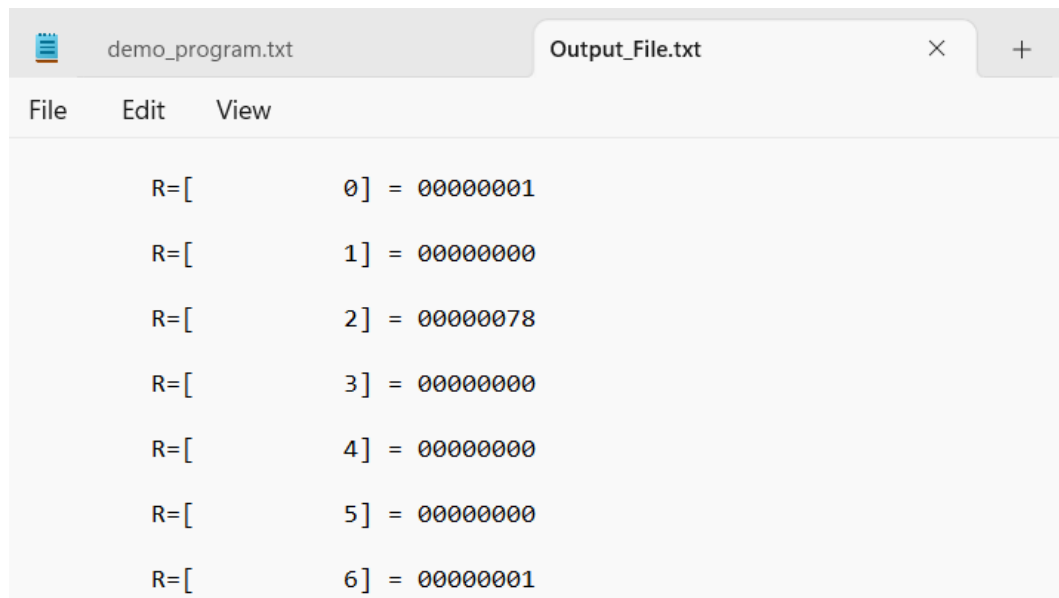 demo_program.txt Output_File.txt
File Edit View
R=[ 0] = 00000001
R=[ 1] = 00000000
R=[ 2] = 00000078
R=[ 3] = 00000000
R=[ 4] = 00000000
R=[ 5] = 00000000
R=[ 6] = 00000001